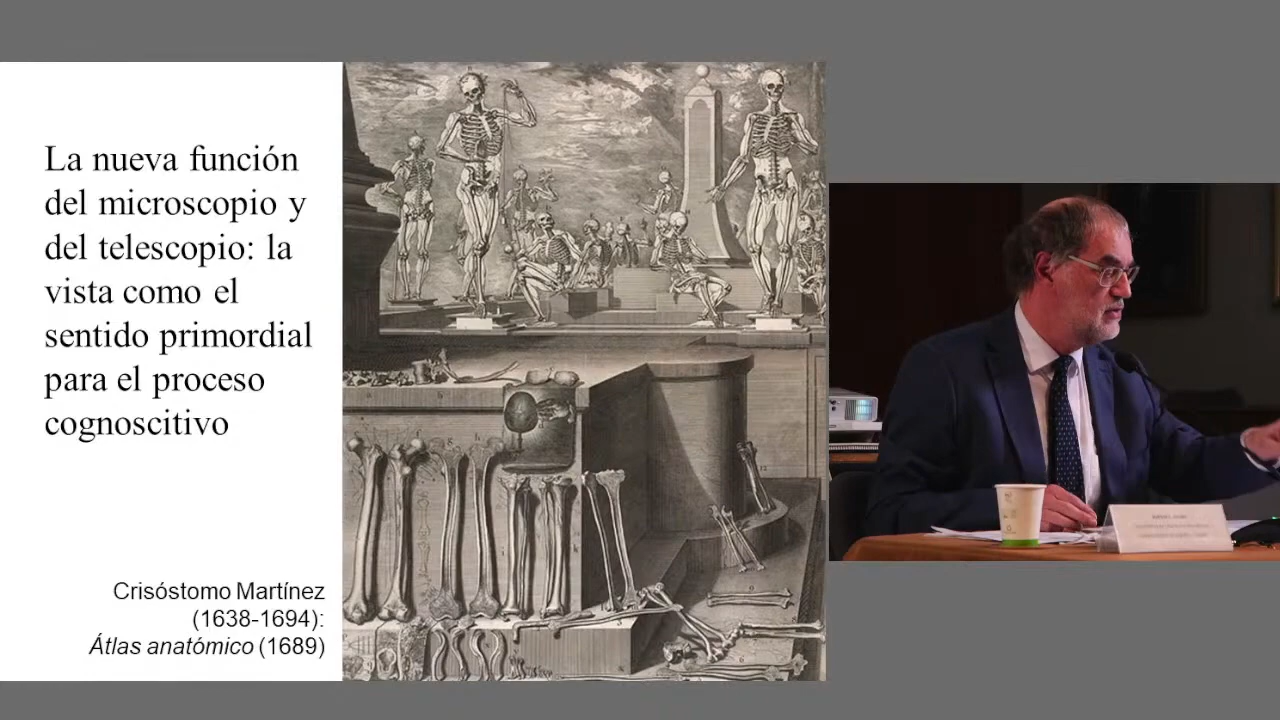 La nueva función
del microscopio y
del telescopio: la
vista como el
sentido primordial
para el proceso
cognoscitivo
Crisóstomo Martínez
(1638-1694):
Átlas anatómico (1689)